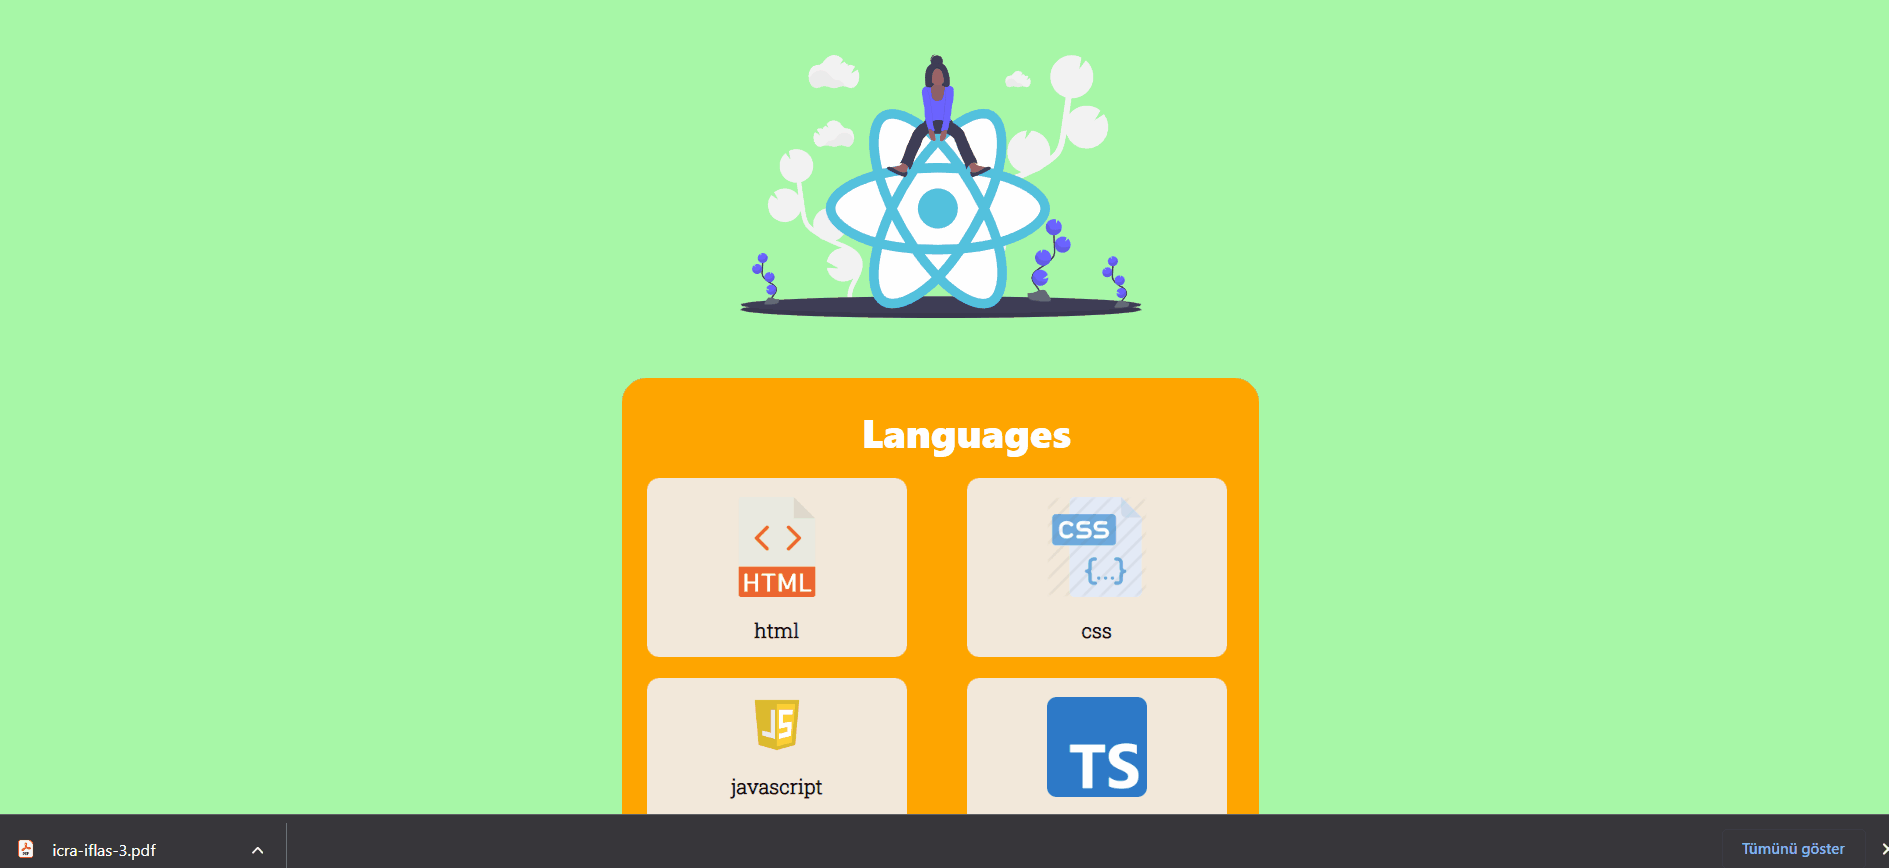 Languages
HTML
html
CSS
{...}
css
JS
javascript
TS
icra-iflas-3.pdf
Tümünü göster